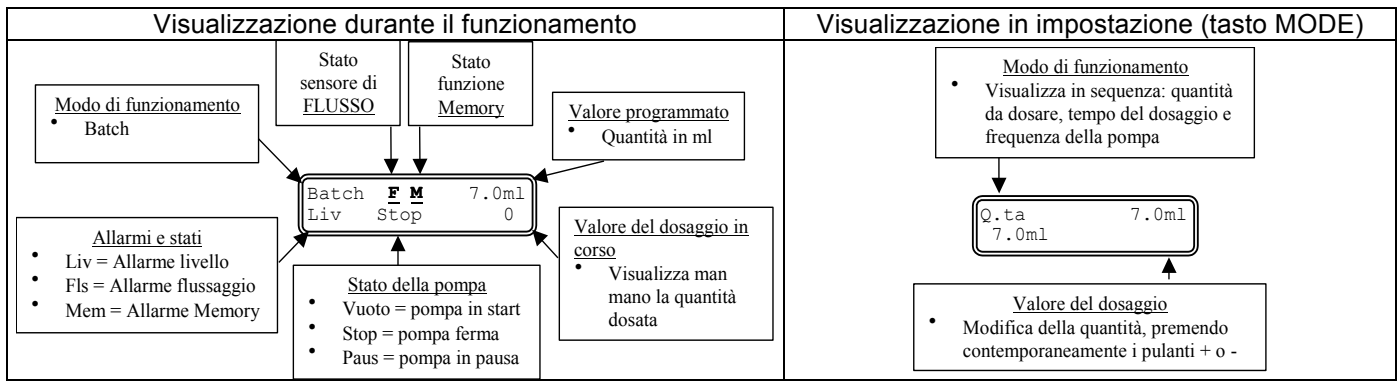 Visualizzazione durante il funzionamento
Stato
sensore di
FLUSSO
Stato
funzione
Memory
Modo di funzionamento
• Batch
Valore programmato
• Quantità in ml
Batch F M 7.0ml
Liv Stop 0
Allarmi e stati
• Liv = Allarme livello
• Fls = Allarme flussaggio
• Mem = Allarme Memory
Stato della pompa
• Vuoto = pompa in start
• Stop = pompa ferma
• Paus = pompa in pausa
Valore del dosaggio in
corso
• Visualizza man
mano la quantità
dosata
Visualizzazione in impostazione (tasto MODE)
Modo di funzionamento
• Visualizza in sequenza: quantità
da dosare, tempo del dosaggio e
frequenza della pompa
Q.ta 7.0ml
7.0ml
Valore del dosaggio
• Modifica della quantità, premendo
contemporaneamente i pulanti + o -